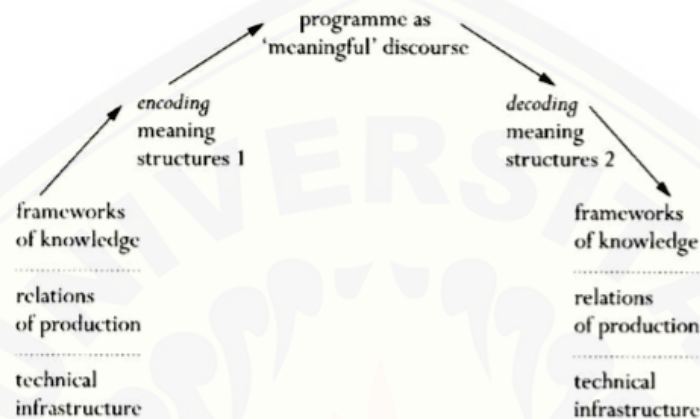 programme as
'meaningful' discourse
encoding
meaning
structures 1
decoding
meaning
structures 2
frameworks
of knowledge
relations
of production
technical
infrastructure
frameworks
of knowledge
relations
of production
technical
infrastructure
UNIVERSITA